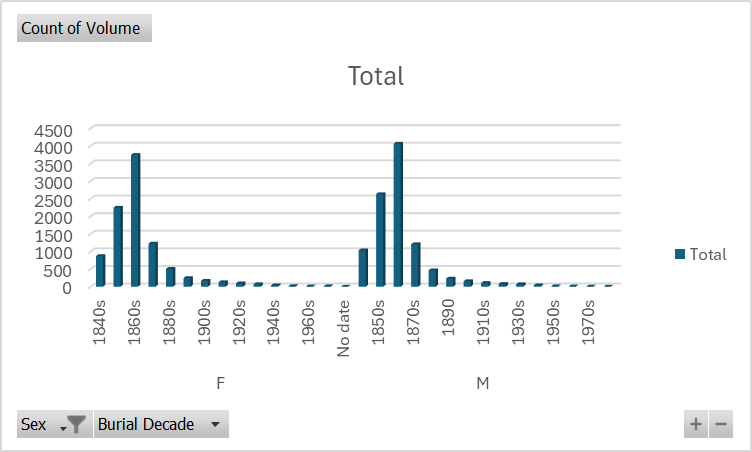 Count of Volume
Total
4500
4000
3500
3000
2500
2000
1500
1000
500
0
1840s
1860s
1880s
1900s
1920s
1940s
1960s
No date
1850s
1870s
1890
1910s
1930s
1950s
1970s
F
M
Total
Sex
Burial Decade
+
−